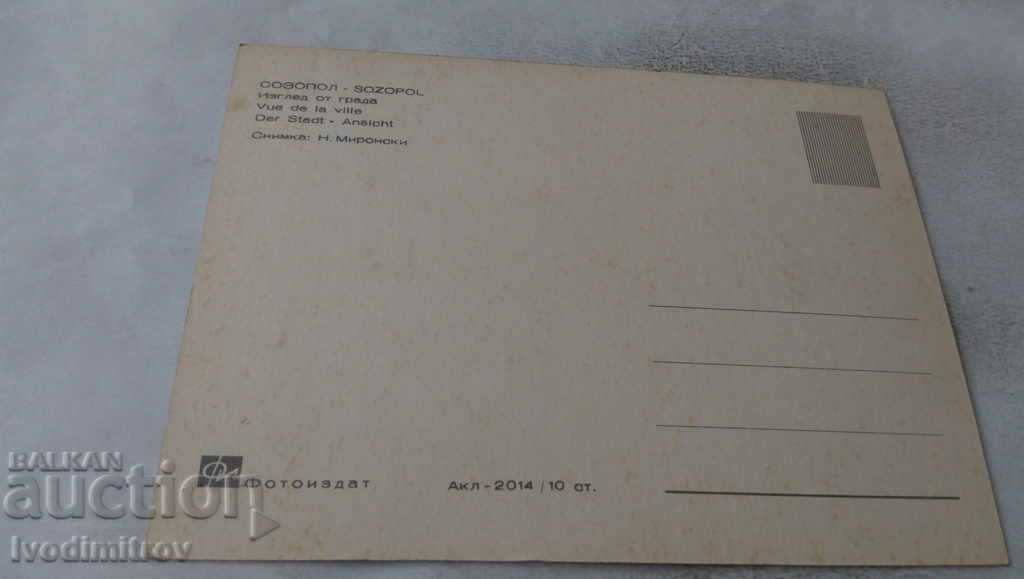 СОЗОПОЛ - SOZOPOL
Изглед от града
Vue de la ville
Der Stadt - Ansicht
Снимка: Н. Миронски
Фотоиздат
Акл-2014/10 ст.
BALKAN
auction
Ivodimitrov